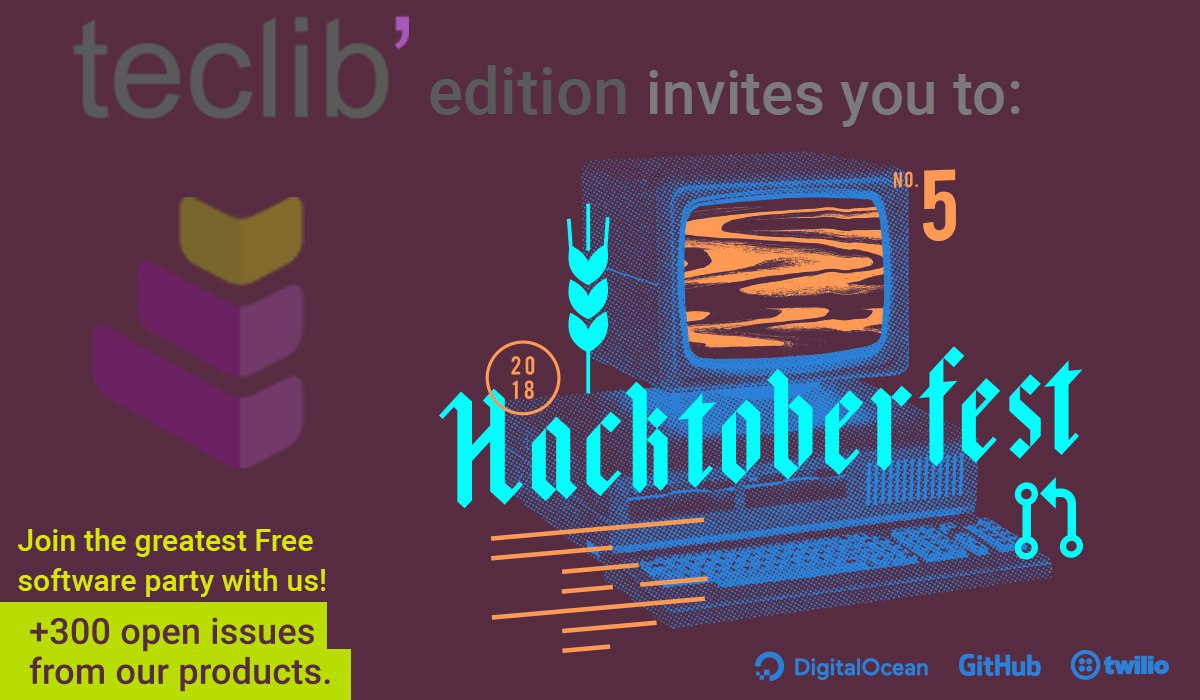 teclib' edition invites you to:
NO. 5
20
18
Hacktoberfest
Join the greatest Free
software party with us!
+300 open issues
from our products.
DigitalOcean GitHub twilio